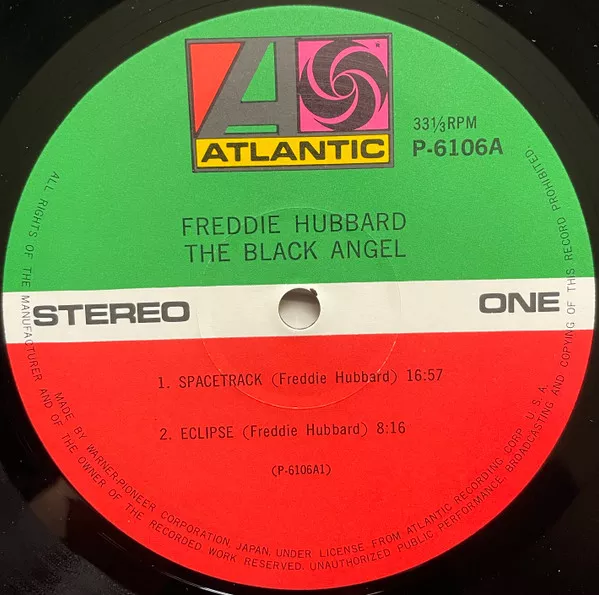 ATLANTIC
33⅓RPM
P-6106A
FREDDIE HUBBARD
THE BLACK ANGEL
STEREO
ONE
1. SPACETRACK (Freddie Hubbard) 16:57
2. ECLIPSE (Freddie Hubbard) 8:16
(P-6106A1)
MADE BY WARNER-PIONEER CORPORATION JAPAN, UNDER LICENSE FROM ATLANTIC RECORDING CORP. U.S.A.
ALL RIGHTS OF THE MANUFACTURER AND OF THE OWNER OF THE RECORDED WORK RESERVED. UNAUTHORIZED PUBLIC PERFORMANCE, BROADCASTING AND COPYING OF THIS RECORD PROHIBITED.